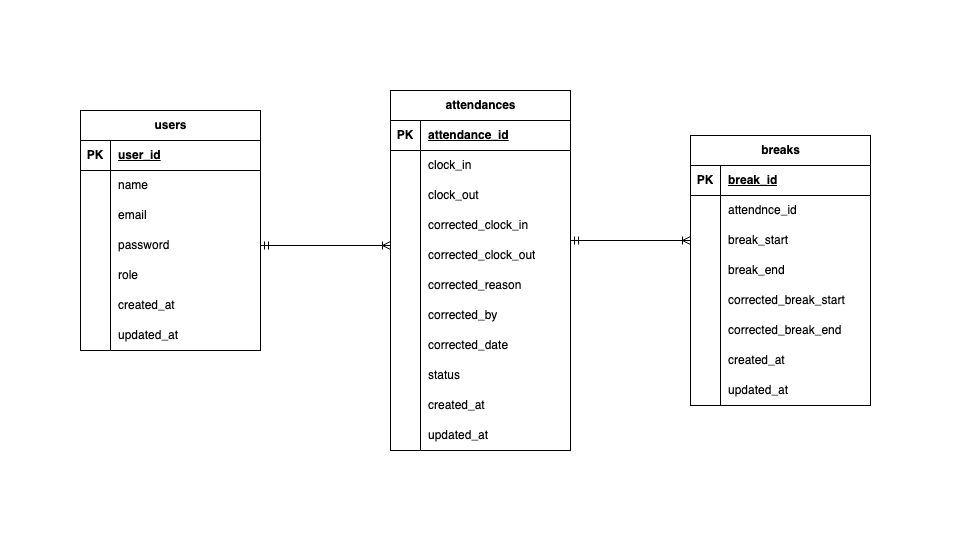 users
PK user_id
name
email
password
role
created_at
updated_at
attendances
PK attendance_id
clock_in
clock_out
corrected_clock_in
corrected_clock_out
corrected_reason
corrected_by
corrected_date
status
created_at
updated_at
breaks
PK break_id
attendnce_id
break_start
break_end
corrected_break_start
corrected_break_end
created_at
updated_at